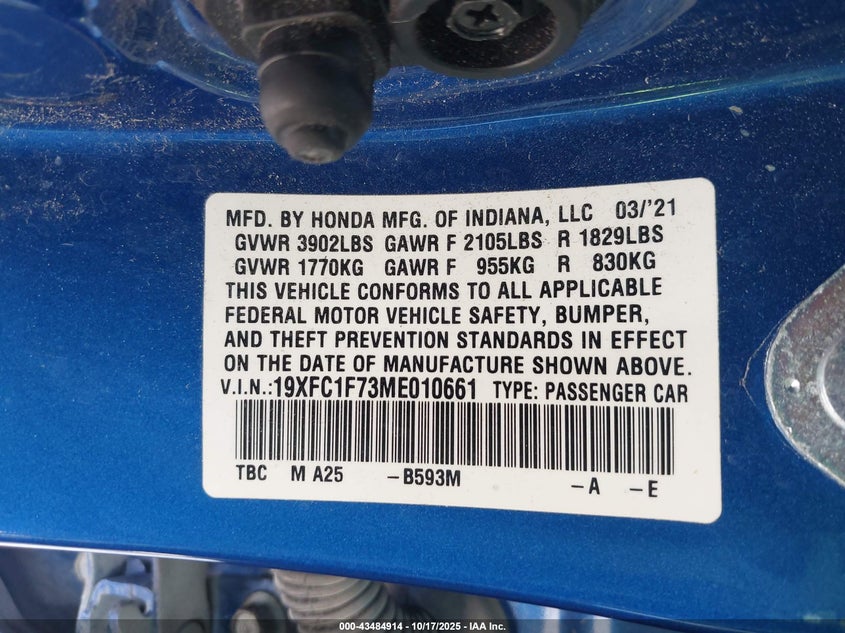 MFD. BY HONDA MFG. OF INDIANA, LLC 03/'21
GVWR 3902LBS GAWR F 2105LBS R 1829LBS
GVWR 1770KG GAWR F 955KG R 830KG
THIS VEHICLE CONFORMS TO ALL APPLICABLE
FEDERAL MOTOR VEHICLE SAFETY, BUMPER,
AND THEFT PREVENTION STANDARDS IN EFFECT
ON THE DATE OF MANUFACTURE SHOWN ABOVE.
V.I.N.:19XFC1F73ME010661 TYPE: PASSENGER CAR
TBC M A25 -B593M -A -E
000-43484914 - 10/17/2025 - IAA Inc.